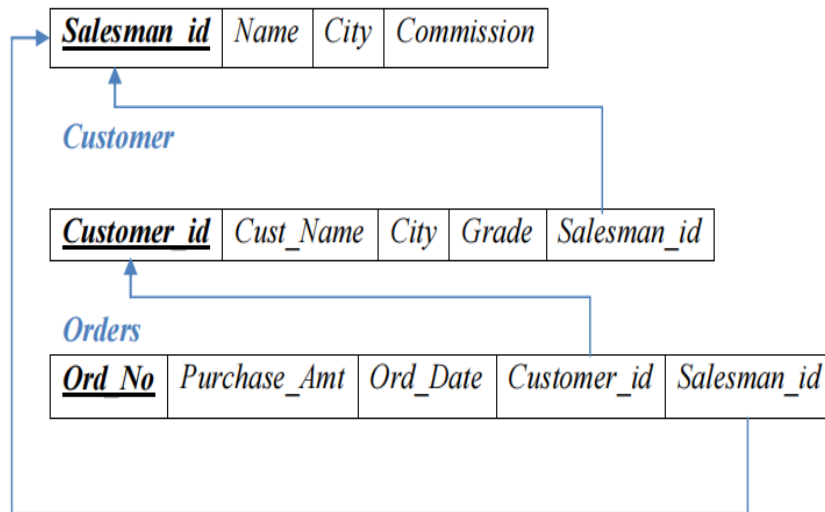 Salesman_id Name City Commission
Customer
Customer_id Cust_Name City Grade Salesman_id
Orders
Ord_No Purchase_Amt Ord_Date Customer_id Salesman_id